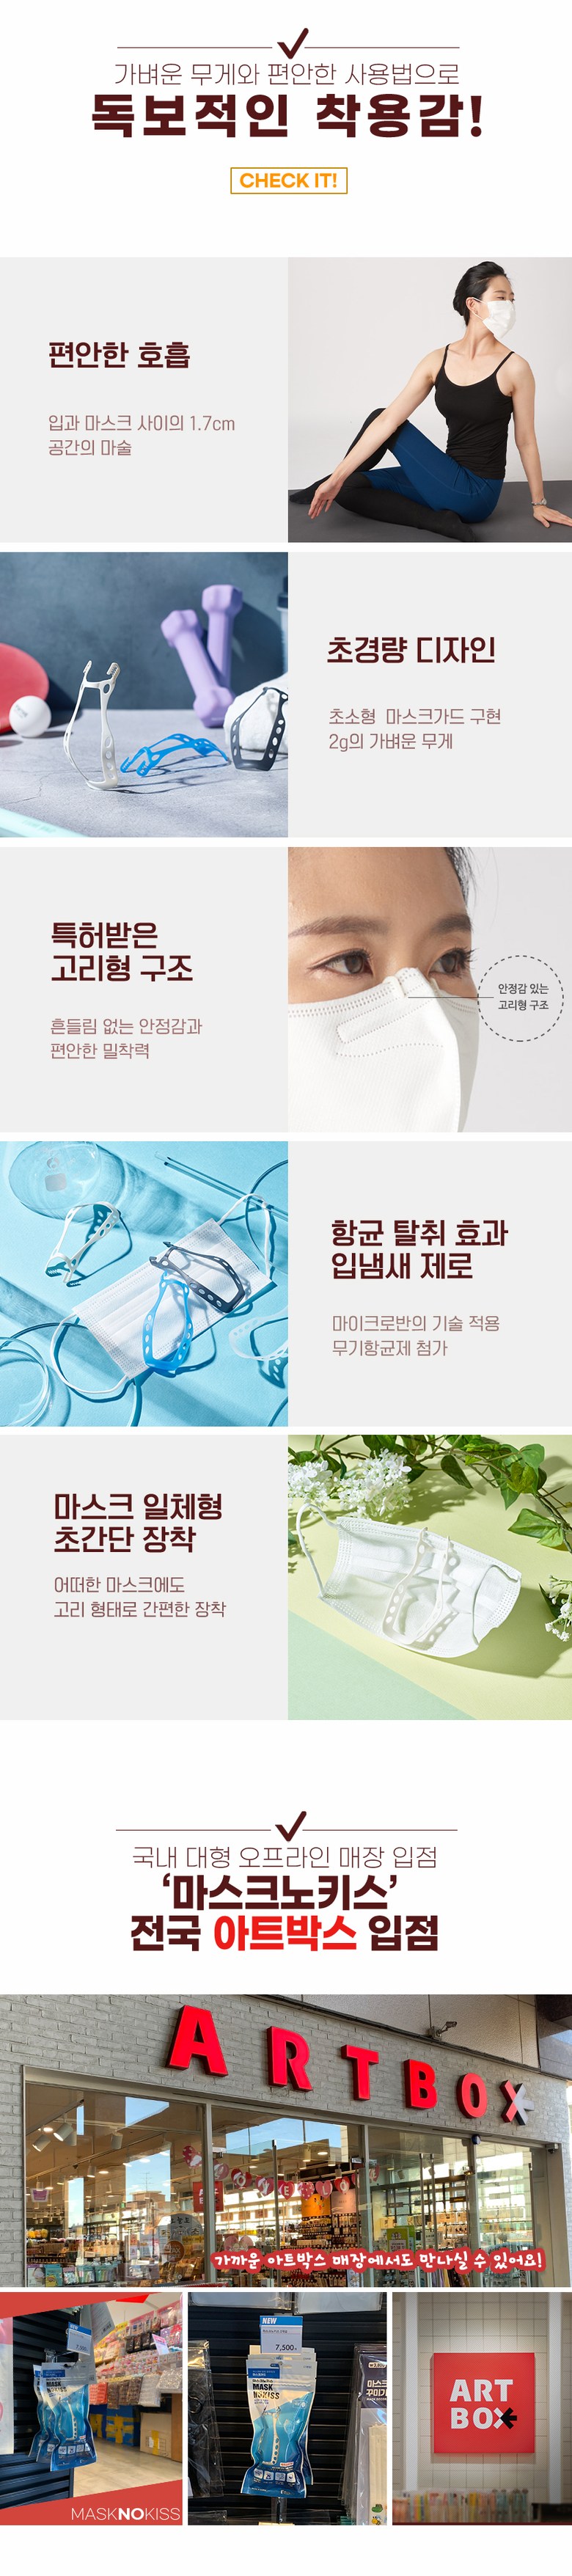 가벼운 무게와 편안한 사용법으로
독보적인 착용감!
CHECK IT!
편안한 호흡
입과 마스크 사이의 1.7cm
공간의 마술
초경량 디자인
초소형 마스크가드 구현
2g의 가벼운 무게
특허받은
고리형 구조
흔들림 없는 안정감과
편안한 밀착력
안정감 있는
고리형 구조
항균 탈취 효과
입냄새 제로
마이크로반의 기술 적용
무기항균제 첨가
마스크 일체형
초간단 장착
어떠한 마스크에도
고리 형태로 간편한 장착
국내 대형 오프라인 매장 입점
‘마스크노키스’
전국 아트박스 입점
ARTBOX
가까운 아트박스 매장에서도 만나실 수 있어요!
MASKNOKISS
NEW
7,500
MASK
NOKISS
마스크
꾸미기
ART
BOX